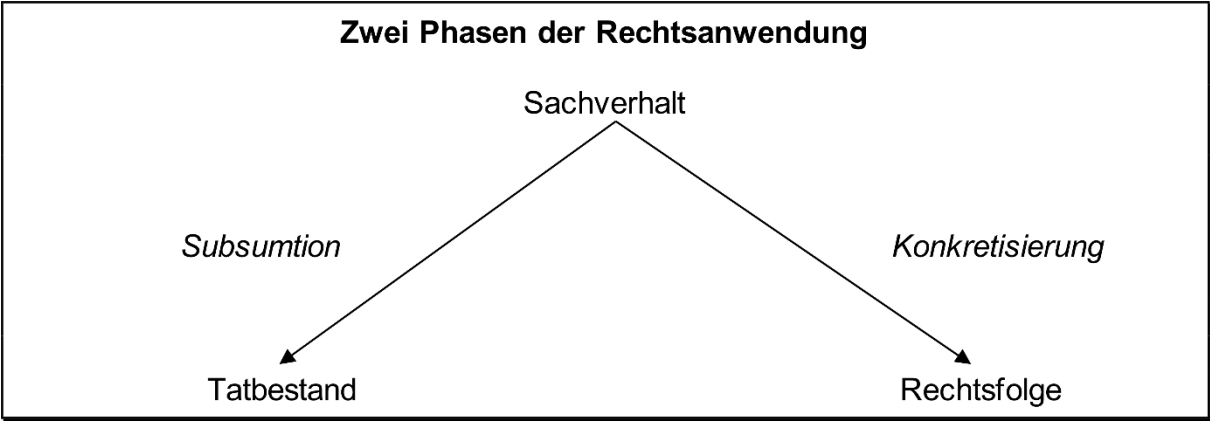 Zwei Phasen der Rechtsanwendung
Sachverhalt
Subsumtion
Konkretisierung
Tatbestand
Rechtsfolge